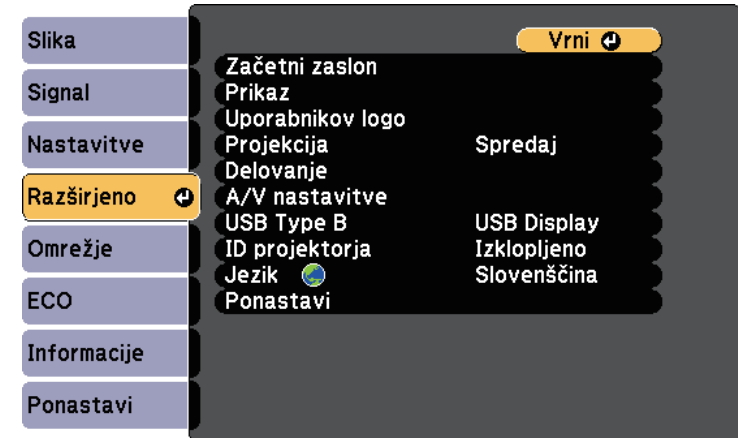 Slika
Signal
Nastavitve
Razširjeno
Omrežje
ECO
Informacije
Ponastavi
Vrni
Začetni zaslon
Prikaz
Uporabnikov logo
Projekcija Spredaj
Delovanje
A/V nastavitve
USB Type B USB Display
ID projektorja Izklopljeno
Jezik Slovenščina
Ponastavi